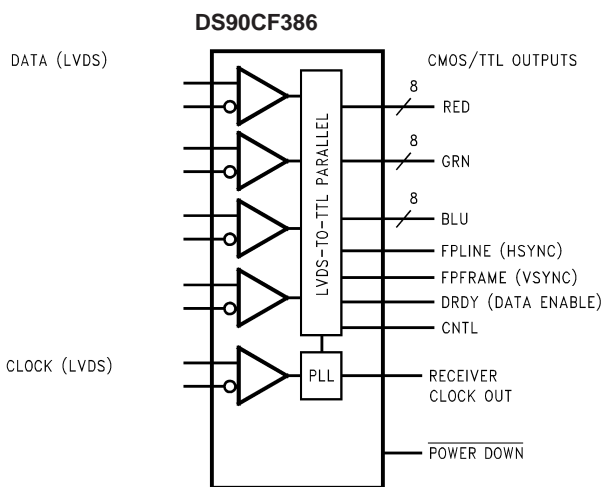 DS90CF386
DATA (LVDS)
CMOS/TTL OUTPUTS
8
RED
8
GRN
8
BLU
LVDS-TO-TTL PARALLEL
FPLINE (HSYNC)
FPFRAME (VSYNC)
DRDY (DATA ENABLE)
CNTL
CLOCK (LVDS)
PLL
RECEIVER
CLOCK OUT
POWER DOWN